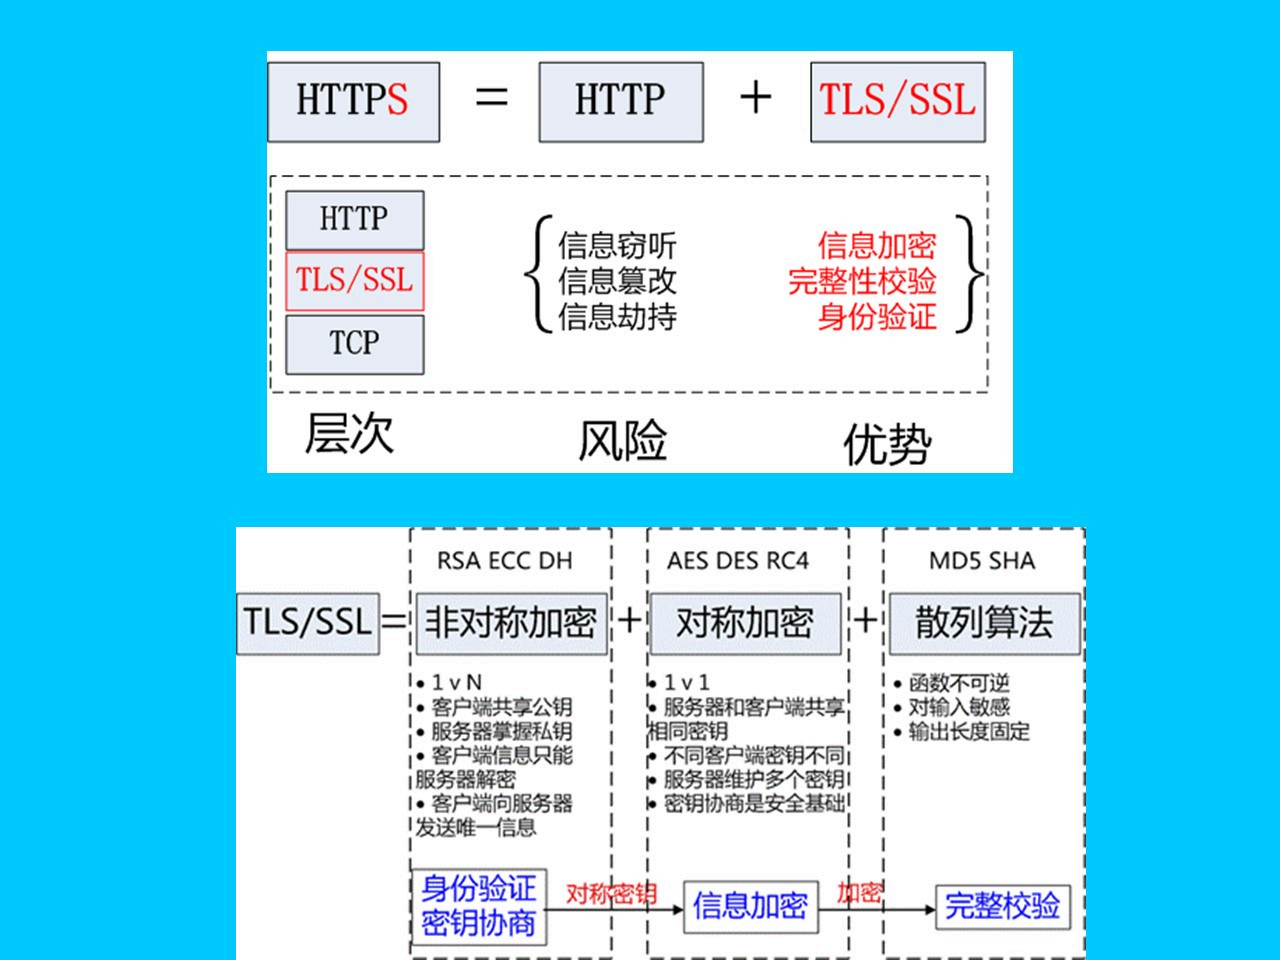 HTTPS = HTTP + TLS/SSL
HTTP
TLS/SSL
TCP
信息窃听
信息篡改
信息劫持
信息加密
完整性校验
身份验证
层次
风险
优势
RSA ECC DH
AES DES RC4
MD5 SHA
TLS/SSL = 非对称加密 + 对称加密 + 散列算法
• 1 v N
• 客户端共享公钥
• 服务器掌握私钥
• 客户端信息只能
服务器解密
• 客户端向服务器
发送唯一信息
• 1 v 1
• 服务器和客户端共享
相同密钥
• 不同客户端密钥不同
• 服务器维护多个密钥
• 密钥协商是安全基础
• 函数不可逆
• 对输入敏感
• 输出长度固定
身份验证
密钥协商
对称密钥
信息加密
加密
完整校验